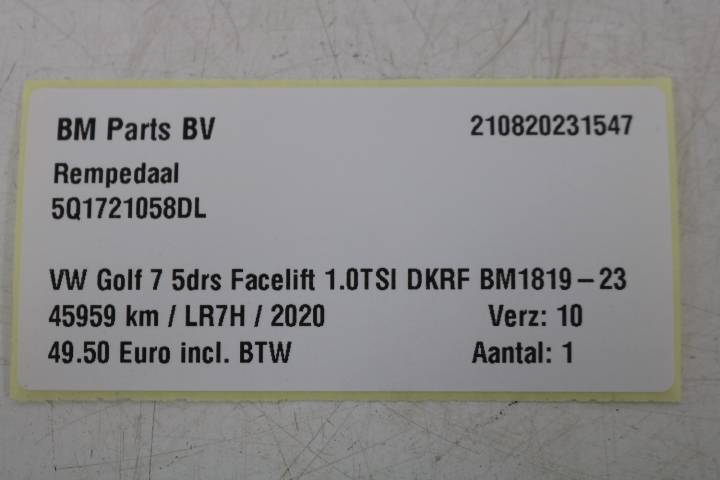 BM Parts BV 210820231547
Rempedaal
5Q1721058DL
VW Golf 7 5drs Facelift 1.0TSI DKRF BM1819-23
45959 km / LR7H / 2020 Verz: 10
49.50 Euro incl. BTW Aantal: 1